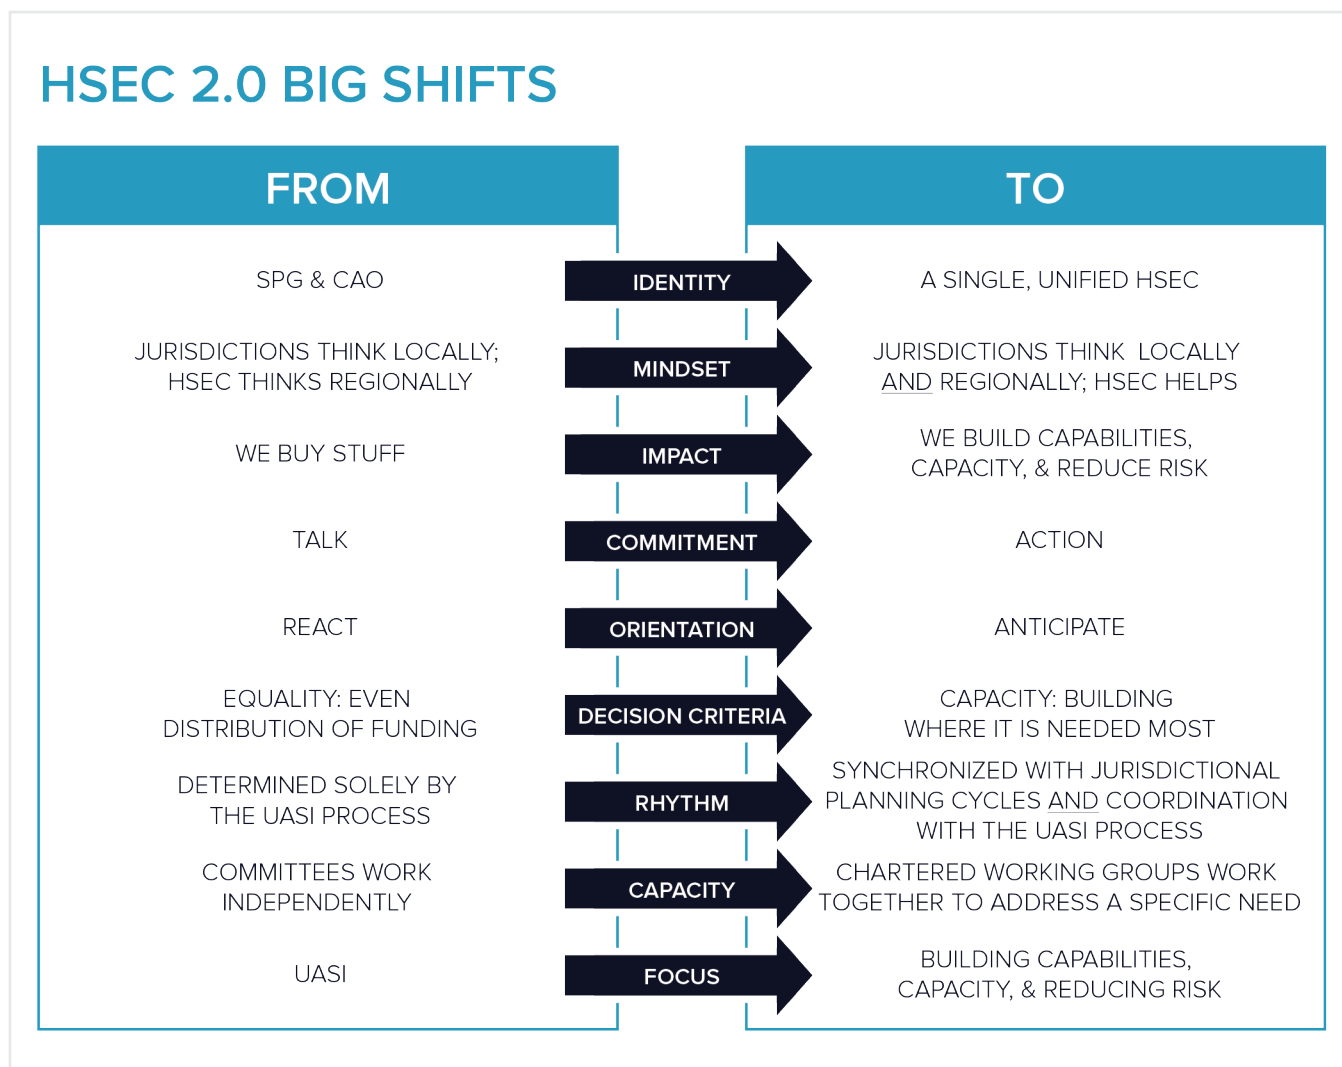 HSEC 2.0 BIG SHIFTS
FROM
TO
SPG & CAO
IDENTITY
A SINGLE, UNIFIED HSEC
JURISDICTIONS THINK LOCALLY;
HSEC THINKS REGIONALLY
MINDSET
JURISDICTIONS THINK LOCALLY
AND REGIONALLY; HSEC HELPS
WE BUY STUFF
IMPACT
WE BUILD CAPABILITIES,
CAPACITY, & REDUCE RISK
TALK
COMMITMENT
ACTION
REACT
ORIENTATION
ANTICIPATE
EQUALITY: EVEN
DISTRIBUTION OF FUNDING
DECISION CRITERIA
CAPACITY: BUILDING
WHERE IT IS NEEDED MOST
DETERMINED SOLELY BY
THE UASI PROCESS
RHYTHM
SYNCHRONIZED WITH JURISDICTIONAL
PLANNING CYCLES AND COORDINATION
WITH THE UASI PROCESS
COMMITTEES WORK
INDEPENDENTLY
CAPACITY
CHARTERED WORKING GROUPS WORK
TOGETHER TO ADDRESS A SPECIFIC NEED
UASI
FOCUS
BUILDING CAPABILITIES,
CAPACITY, & REDUCING RISK